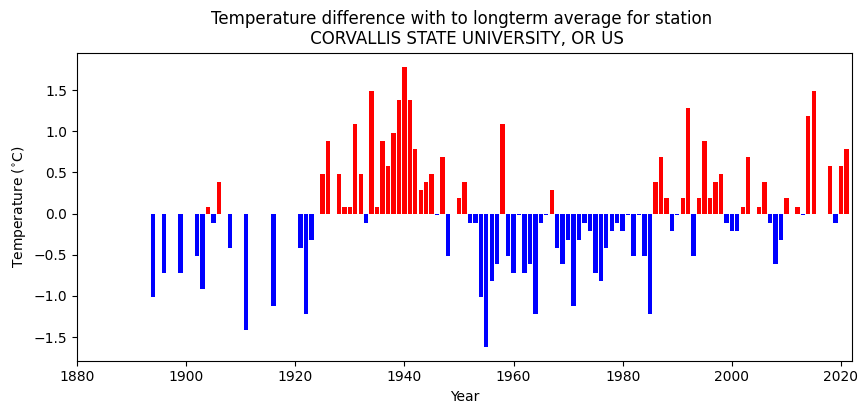 Temperature difference with to longterm average for station
CORVALLIS STATE UNIVERSITY, OR US
Temperature (°C)
1.5
1.0
0.5
0.0
−0.5
−1.0
−1.5
1880 1900 1920 1940 1960 1980 2000 2020
Year